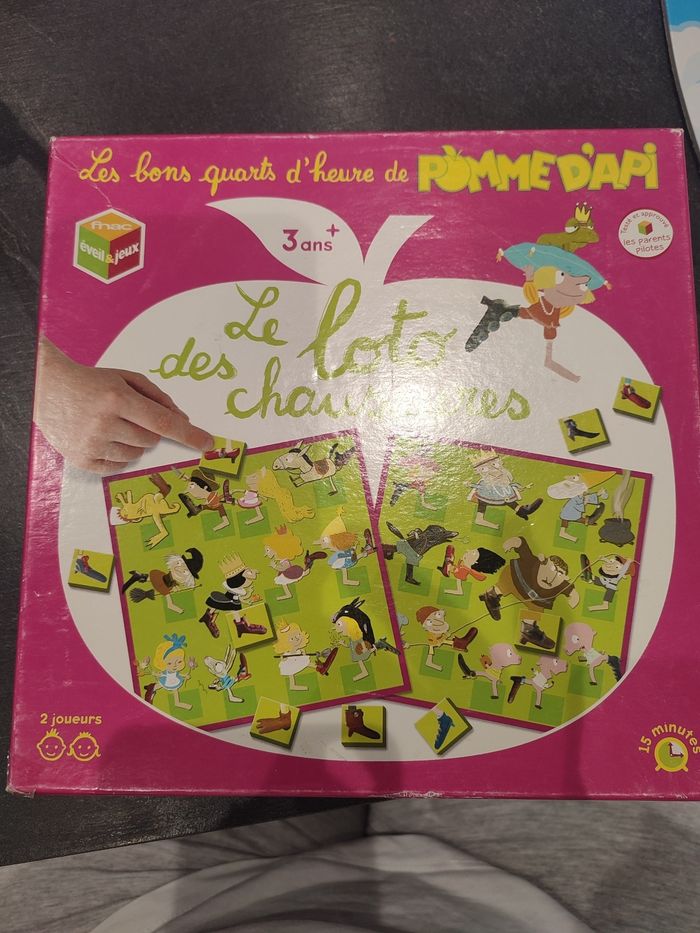 Les bons quarts d'heure de POMME D'API
fnac
éveil & jeux
3 ans +
Testé et approuvé
les parents
pilotes
Le loto
des chaussures
2 joueurs
15 minutes